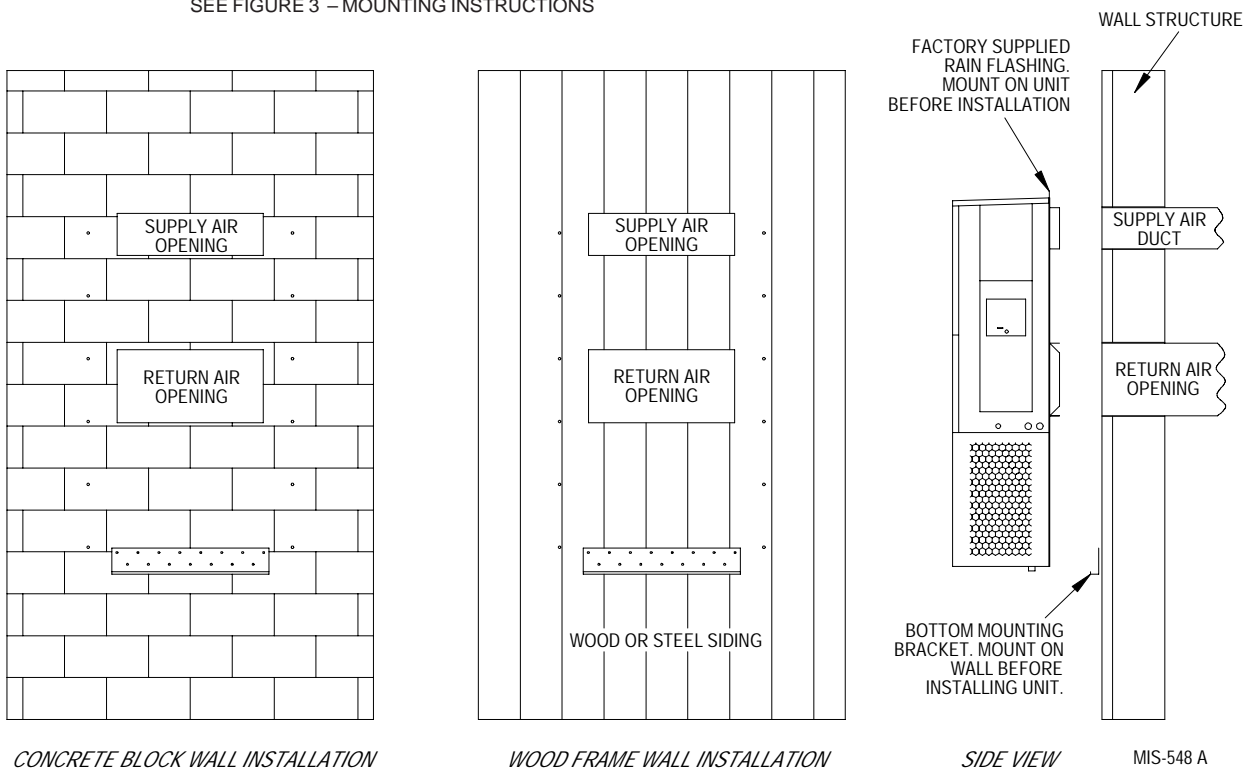 SEE FIGURE 3 – MOUNTING INSTRUCTIONS
SUPPLY AIR
OPENING
RETURN AIR
OPENING
CONCRETE BLOCK WALL INSTALLATION
SUPPLY AIR
OPENING
RETURN AIR
OPENING
WOOD OR STEEL SIDING
WOOD FRAME WALL INSTALLATION
WALL STRUCTURE
FACTORY SUPPLIED
RAIN FLASHING.
MOUNT ON UNIT
BEFORE INSTALLATION
SUPPLY AIR
DUCT
RETURN AIR
OPENING
BOTTOM MOUNTING
BRACKET. MOUNT ON
WALL BEFORE
INSTALLING UNIT.
SIDE VIEW
MIS-548 A